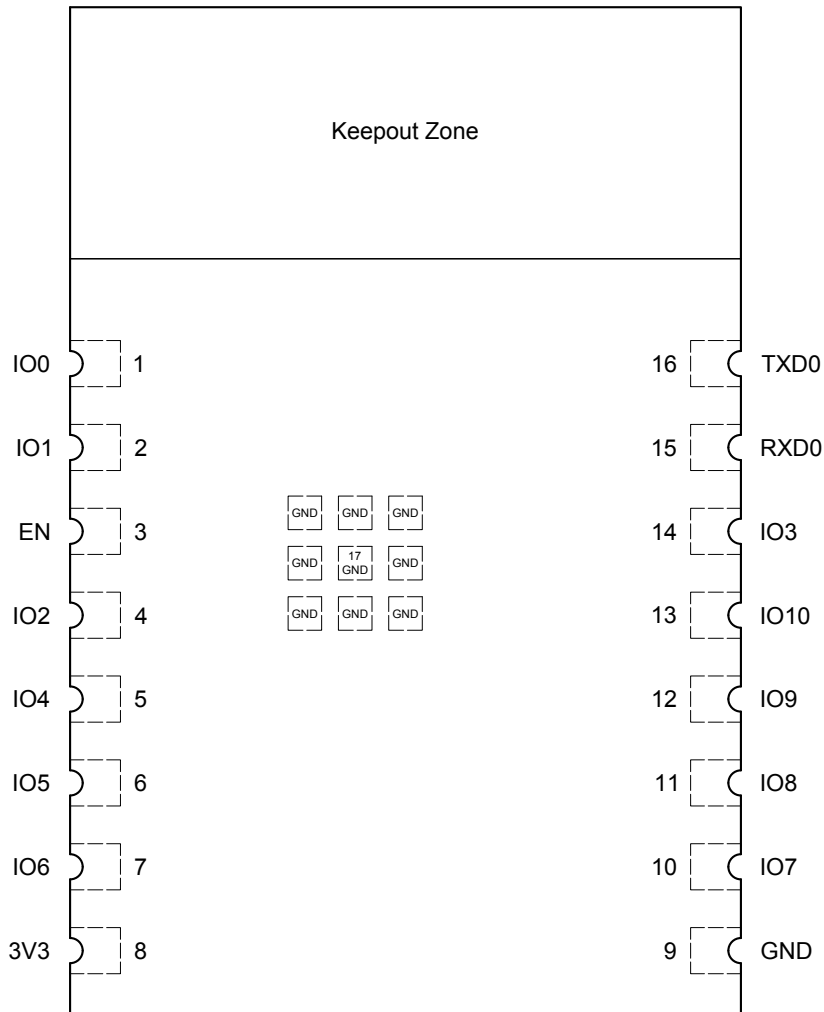 Keepout Zone
IO0 1 16 TXD0
IO1 2 15 RXD0
GND GND GND
EN 3 14 IO3
GND 17 GND GND
IO2 4 13 IO10
GND GND GND
IO4 5 12 IO9
IO5 6 11 IO8
IO6 7 10 IO7
3V3 8 9 GND